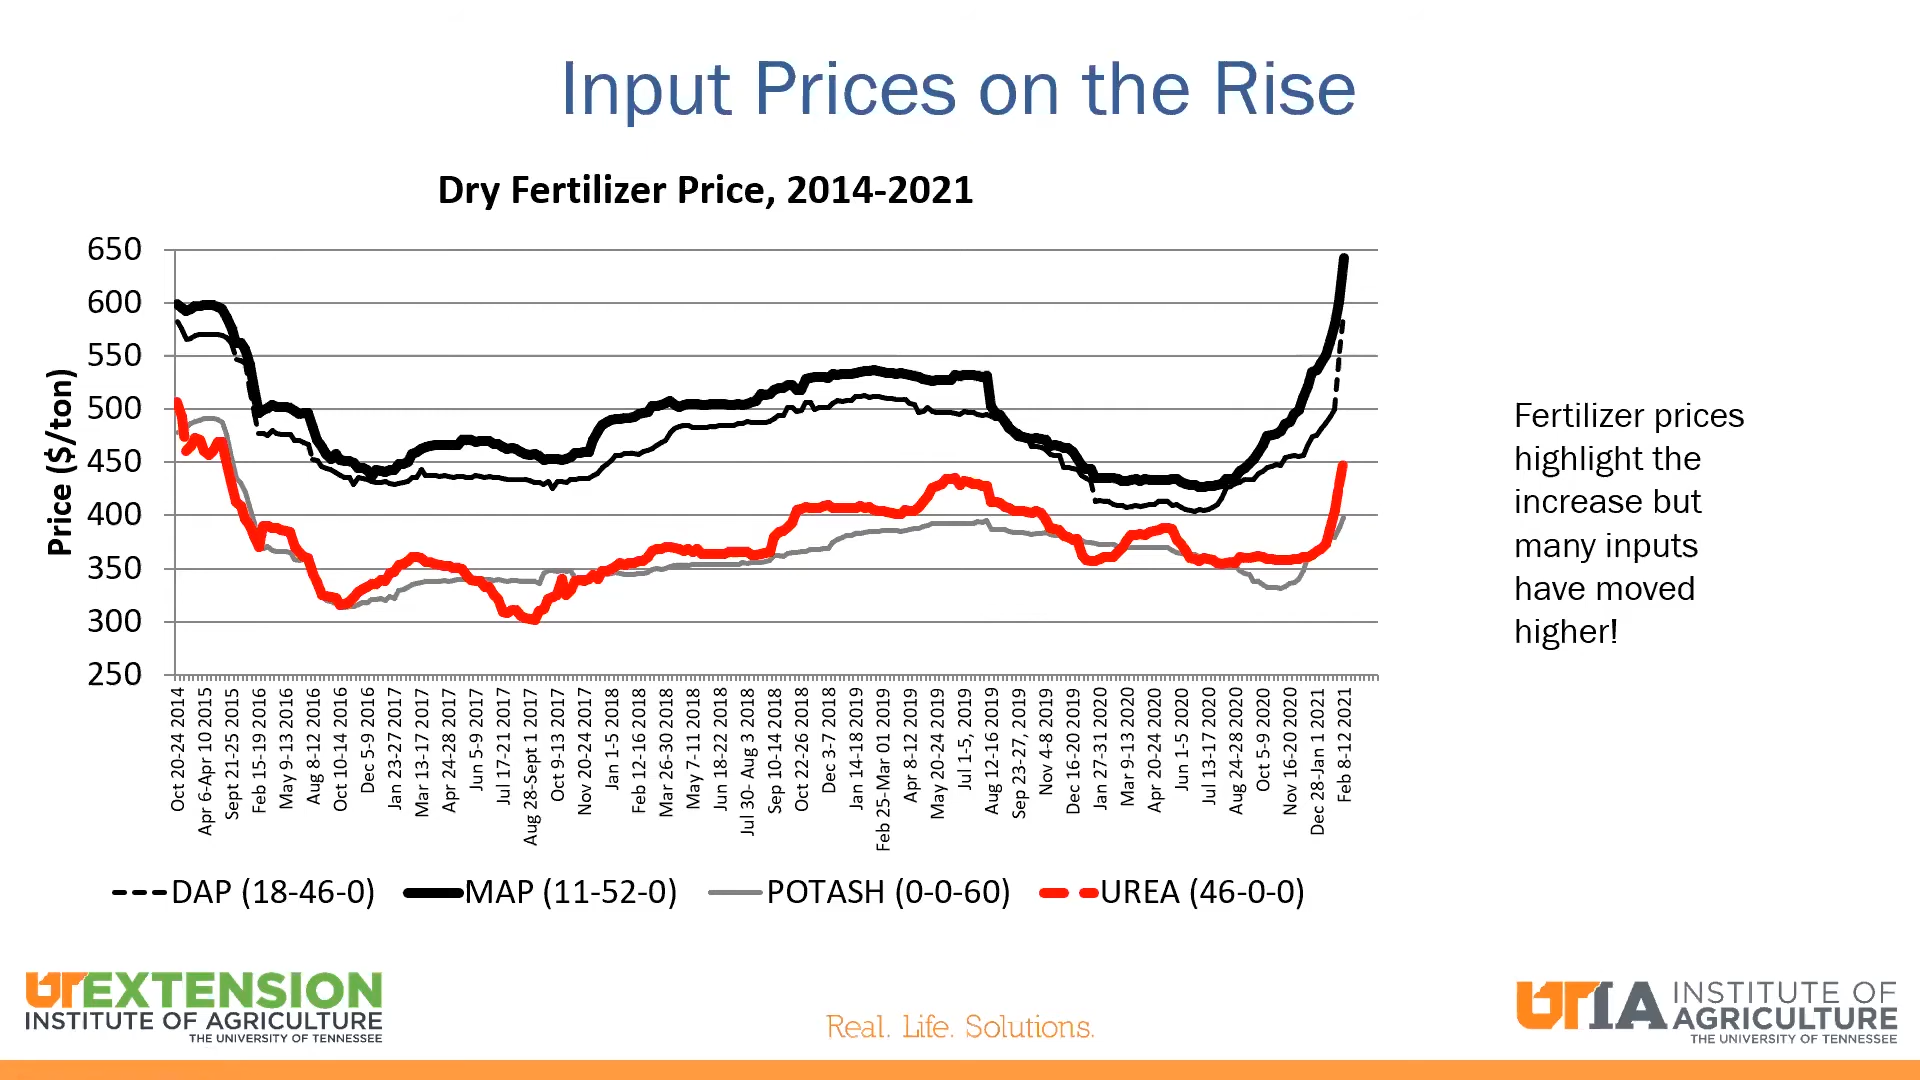 Input Prices on the Rise
Dry Fertilizer Price, 2014-2021
Price ($/ton)
650
600
550
500
450
400
350
300
250
Oct 20-24 2014
Apr 6-Apr 10 2015
Sept 21-25 2015
Feb 15-19 2016
May 9-13 2016
Aug 8-12 2016
Oct 10-14 2016
Dec 5-9 2016
Jan 23-27 2017
Mar 13-17 2017
Apr 24-28 2017
Jun 5-9 2017
Jul 17-21 2017
Aug 28-Sept 1 2017
Oct 9-13 2017
Nov 20-24 2017
Jan 1-5 2018
Feb 12-16 2018
Mar 26-30 2018
May 7-11 2018
Jun 18-22 2018
Jul 30- Aug 3 2018
Sep 10-14 2018
Oct 22-26 2018
Dec 3-7 2018
Jan 14-18 2019
Feb 25-Mar 01 2019
Apr 8-12 2019
May 20-24 2019
Jul 1-5, 2019
Aug 12-16 2019
Sep 23-27, 2019
Nov 4-8 2019
Dec 16-20 2019
Jan 27-31 2020
Mar 9-13 2020
Apr 20-24 2020
Jun 1-5 2020
Jul 13-17 2020
Aug 24-28 2020
Oct 5-9 2020
Nov 16-20 2020
Dec 28-Jan 1 2021
Feb 8-12 2021
DAP (18-46-0) MAP (11-52-0) POTASH (0-0-60) UREA (46-0-0)
Fertilizer prices
highlight the
increase but
many inputs
have moved
higher!
UTEXTENSION
INSTITUTE OF AGRICULTURE
THE UNIVERSITY OF TENNESSEE
Real. Life. Solutions.
UTIA INSTITUTE OF
AGRICULTURE
THE UNIVERSITY OF TENNESSEE